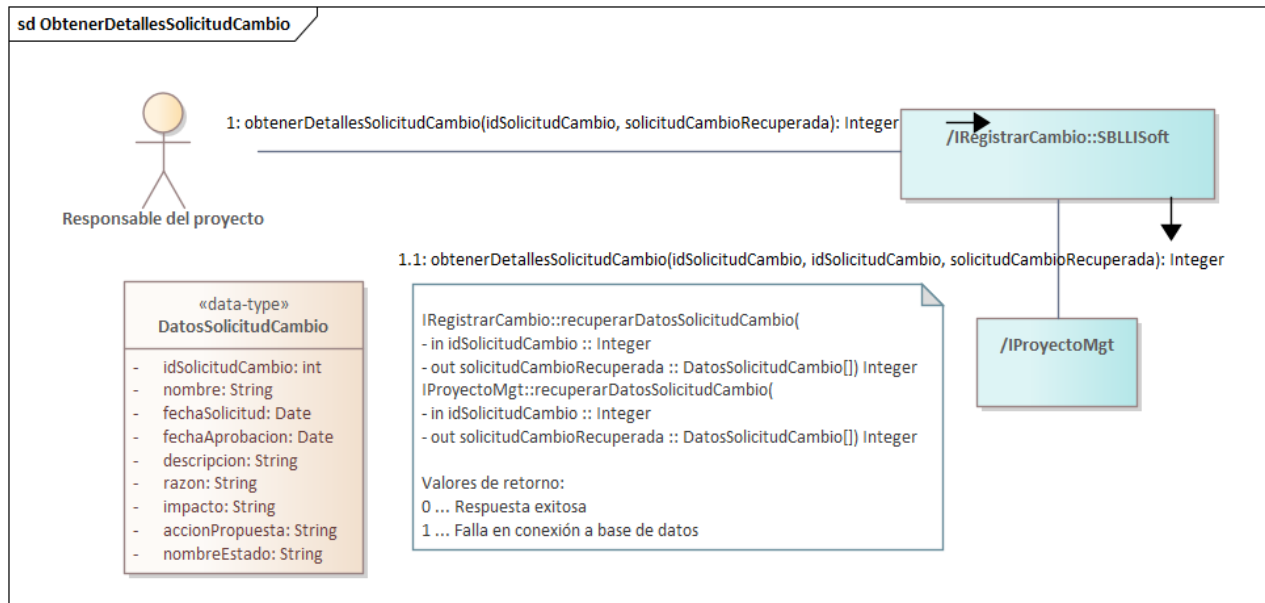 sd ObtenerDetallesSolicitudCambio
1: obtenerDetallesSolicitudCambio(idSolicitudCambio, solicitudCambioRecuperada): Integer
/IRegistrarCambio::SBLLISoft
Responsable del proyecto
1.1: obtenerDetallesSolicitudCambio(idSolicitudCambio, idSolicitudCambio, solicitudCambioRecuperada): Integer
«data-type»
DatosSolicitudCambio
- idSolicitudCambio: int
- nombre: String
- fechaSolicitud: Date
- fechaAprobacion: Date
- descripcion: String
- razon: String
- impacto: String
- accionPropuesta: String
- nombreEstado: String
IRegistrarCambio::recuperarDatosSolicitudCambio(
- in idSolicitudCambio :: Integer
- out solicitudCambioRecuperada :: DatosSolicitudCambio[]) Integer
IProyectoMgt::recuperarDatosSolicitudCambio(
- in idSolicitudCambio :: Integer
- out solicitudCambioRecuperada :: DatosSolicitudCambio[]) Integer
Valores de retorno:
0 ... Respuesta exitosa
1 ... Falla en conexión a base de datos
/IProyectoMgt